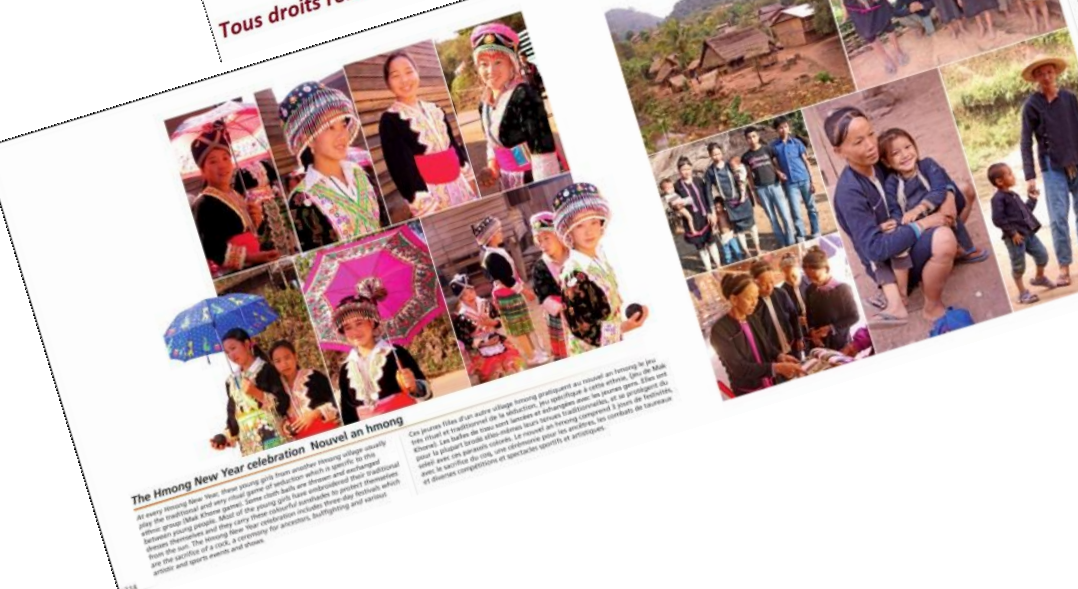 Tous droits
The Hmong New Year celebration Nouvel an hmong
At every Hmong New Year, these young girls from another Hmong village usually
play the traditional and very ritual game of seduction which is specific to this
ethnic group (Mak Khone game). Some cloth balls are thrown and exchanged
between young people. Most of the young girls have embroidered their traditional
dresses themselves and they carry these colourful sunshades to protect themselves
from the sun. The Hmong New Year celebration includes three-day festivals which
are the sacrifice of a cock, a ceremony for ancestors, bullfighting and various
artistic and sports events and shows.
Ces jeunes filles d'un autre village hmong pratiquent au nouvel an hmong le jeu
très rituel et traditionnel de la séduction, jeu spécifique à cette ethnie, (jeu de Mak
Khone). Les balles de tissu sont lancées et échangées avec les jeunes gens. Elles ont
pour la plupart brodé elles-mêmes leurs tenues traditionnelles, et se protègent du
soleil avec ces parasols colorés. Le nouvel an hmong comprend 3 jours de festivités,
avec le sacrifice du coq, une cérémonie pour les ancêtres, les combats de taureaux
et diverses compétitions et spectacles sportifs et artistiques.